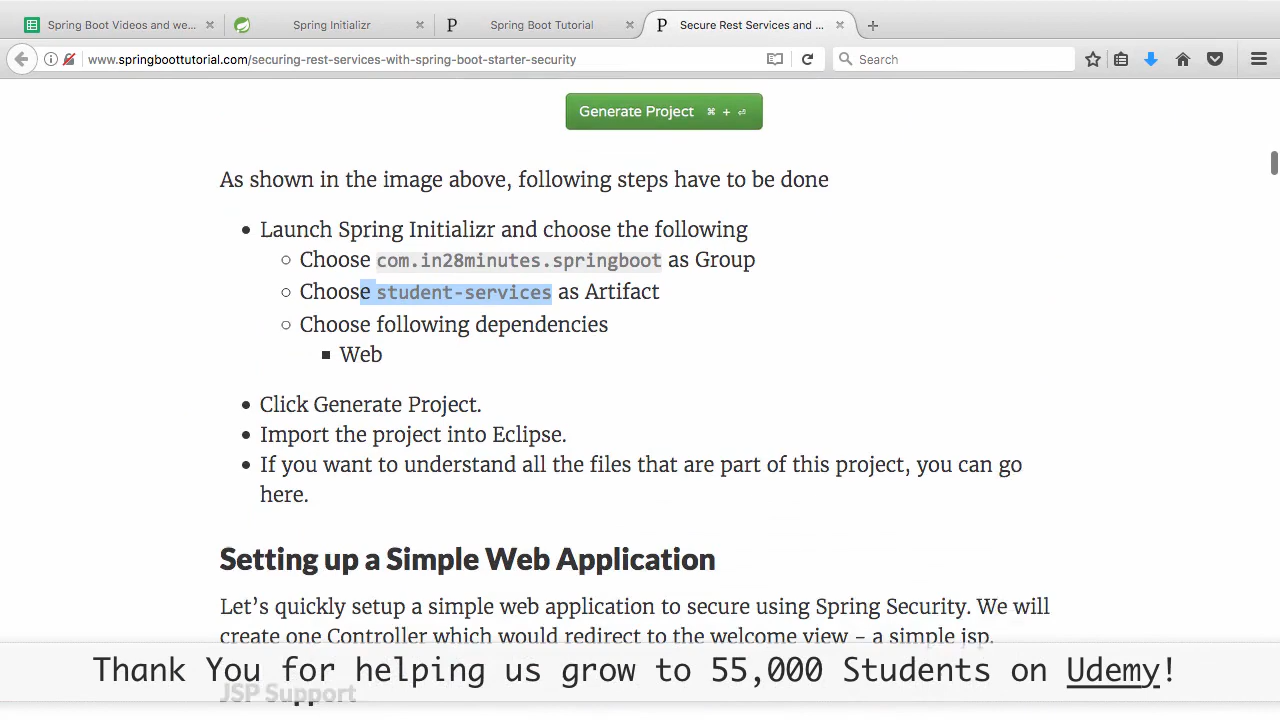 Spring Boot Videos and we...
Spring Initializr
Spring Boot Tutorial
Secure Rest Services and ...
www.springboottutorial.com/securing-rest-services-with-spring-boot-starter-security
Search
Generate Project ⌘ + ⏎
As shown in the image above, following steps have to be done
Launch Spring Initializr and choose the following
Choose com.in28minutes.springboot as Group
Choose student-services as Artifact
Choose following dependencies
Web
Click Generate Project.
Import the project into Eclipse.
If you want to understand all the files that are part of this project, you can go
here.
Setting up a Simple Web Application
Let's quickly setup a simple web application to secure using Spring Security. We will
create one Controller which would redirect to the welcome view – a simple jsp.
Thank You for helping us grow to 55,000 Students on Udemy!
JSP Support